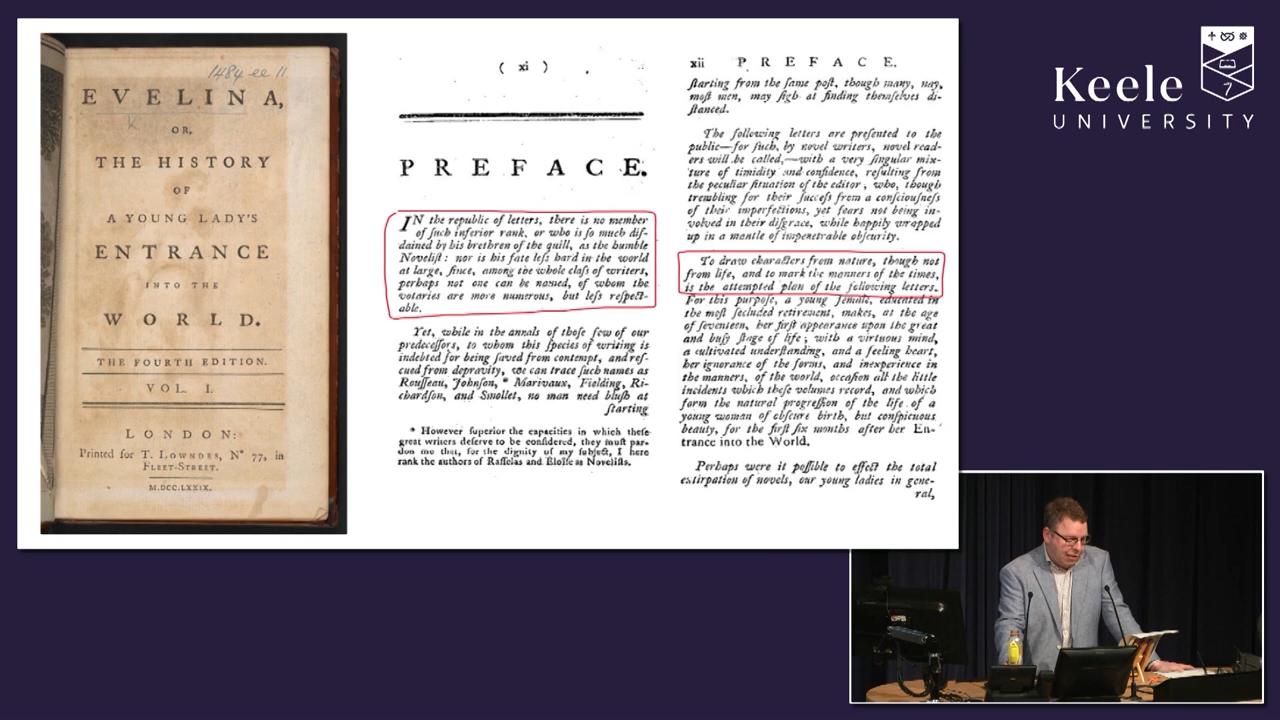 1484 ee 11
EVELINA,
OR,
THE HISTORY
OF
A YOUNG LADY'S
ENTRANCE
INTO THE
WORLD.
THE FOURTH EDITION.
VOL. I.
LONDON:
Printed for T. LOWNDES, Nº 77, in
FLEET-STREET.
M.DCC.LXXIX.
( xi )
PREFACE.
IN the republic of letters, there is no member
of ſuch inferior rank, or who is ſo much diſ-
dained by his brethren of the quill, as the humble
Noveliſt: nor is his fate leſs hard in the world
at large, ſince, among the whole claſs of writers,
perhaps not one can be named, of whom the
votaries are more numerous, but leſs reſpect-
able.
Yet, while in the annals of thoſe few of our
predeceſſors, to whom this ſpecies of writing is
indebted for being ſaved from contempt, and reſ-
cued from depravity, we can trace ſuch names as
Rouſſeau, Johnſon, * Marivaux, Fielding, Ri-
chardſon, and Smollet, no man need bluſh at
ſtarting
* However ſuperior the capacities in which theſe
great writers deſerve to be conſidered, they muſt par-
don me that, for the dignity of my ſubject, I here
rank the authors of Raſſelas and Eloïſe as Noveliſts.
xii PREFACE.
ſtarting from the ſame poſt, though many, nay,
moſt men, may ſigh at finding themſelves di-
ſtanced.
The following letters are preſented to the
public—for ſuch, by novel writers, novel read-
ers will be called,—with a very ſingular mix-
ture of timidity and confidence, reſulting from
the peculiar ſituation of the editor; who, though
trembling for their ſucceſs from a conſciouſneſs
of their imperfections, yet fears not being in-
volved in their diſgrace, while happily wrapped
up in a mantle of impenetrable obſcurity.
To draw characters from nature, though not
from life, and to mark the manners of the times,
is the attempted plan of the following letters.
For this purpoſe, a young female, educated in
the moſt ſecluded retirement, makes, at the age
of ſeventeen, her firſt appearance upon the great
and buſy ſtage of life; with a virtuous mind,
a cultivated underſtanding, and a feeling heart,
her ignorance of the forms, and inexperience in
the manners, of the world, occaſion all the little
incidents which theſe volumes record, and which
form the natural progreſſion of the life of a
young woman of obſcure birth, but conſpicuous
beauty, for the firſt ſix months after her En-
trance into the World.
Perhaps were it poſſible to effect the total
extirpation of novels, our young ladies in gene-
ral,
Keele
UNIVERSITY